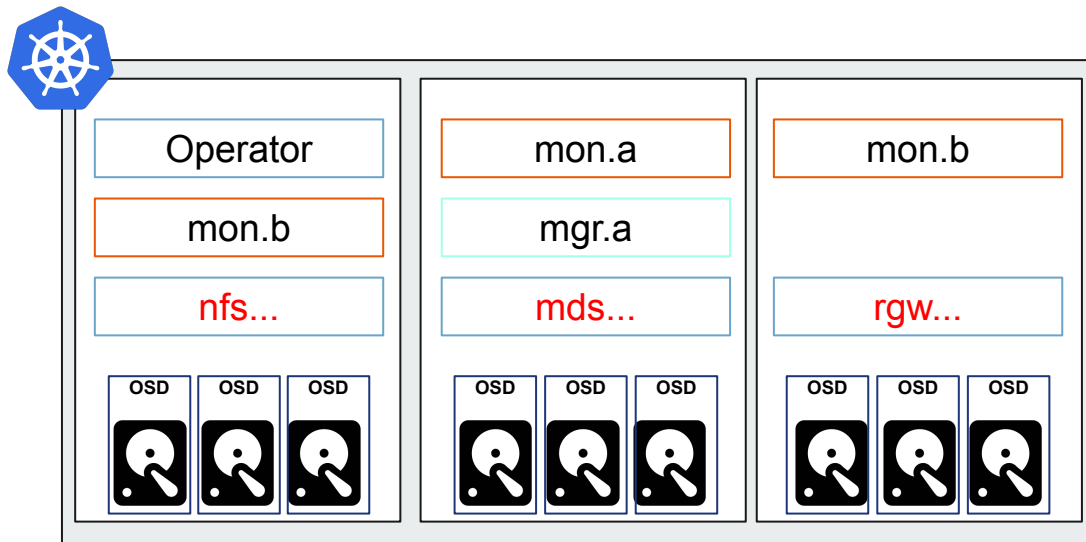 Operator
mon.b
nfs...
OSD OSD OSD
mon.a
mgr.a
mds...
OSD OSD OSD
mon.b
rgw...
OSD OSD OSD